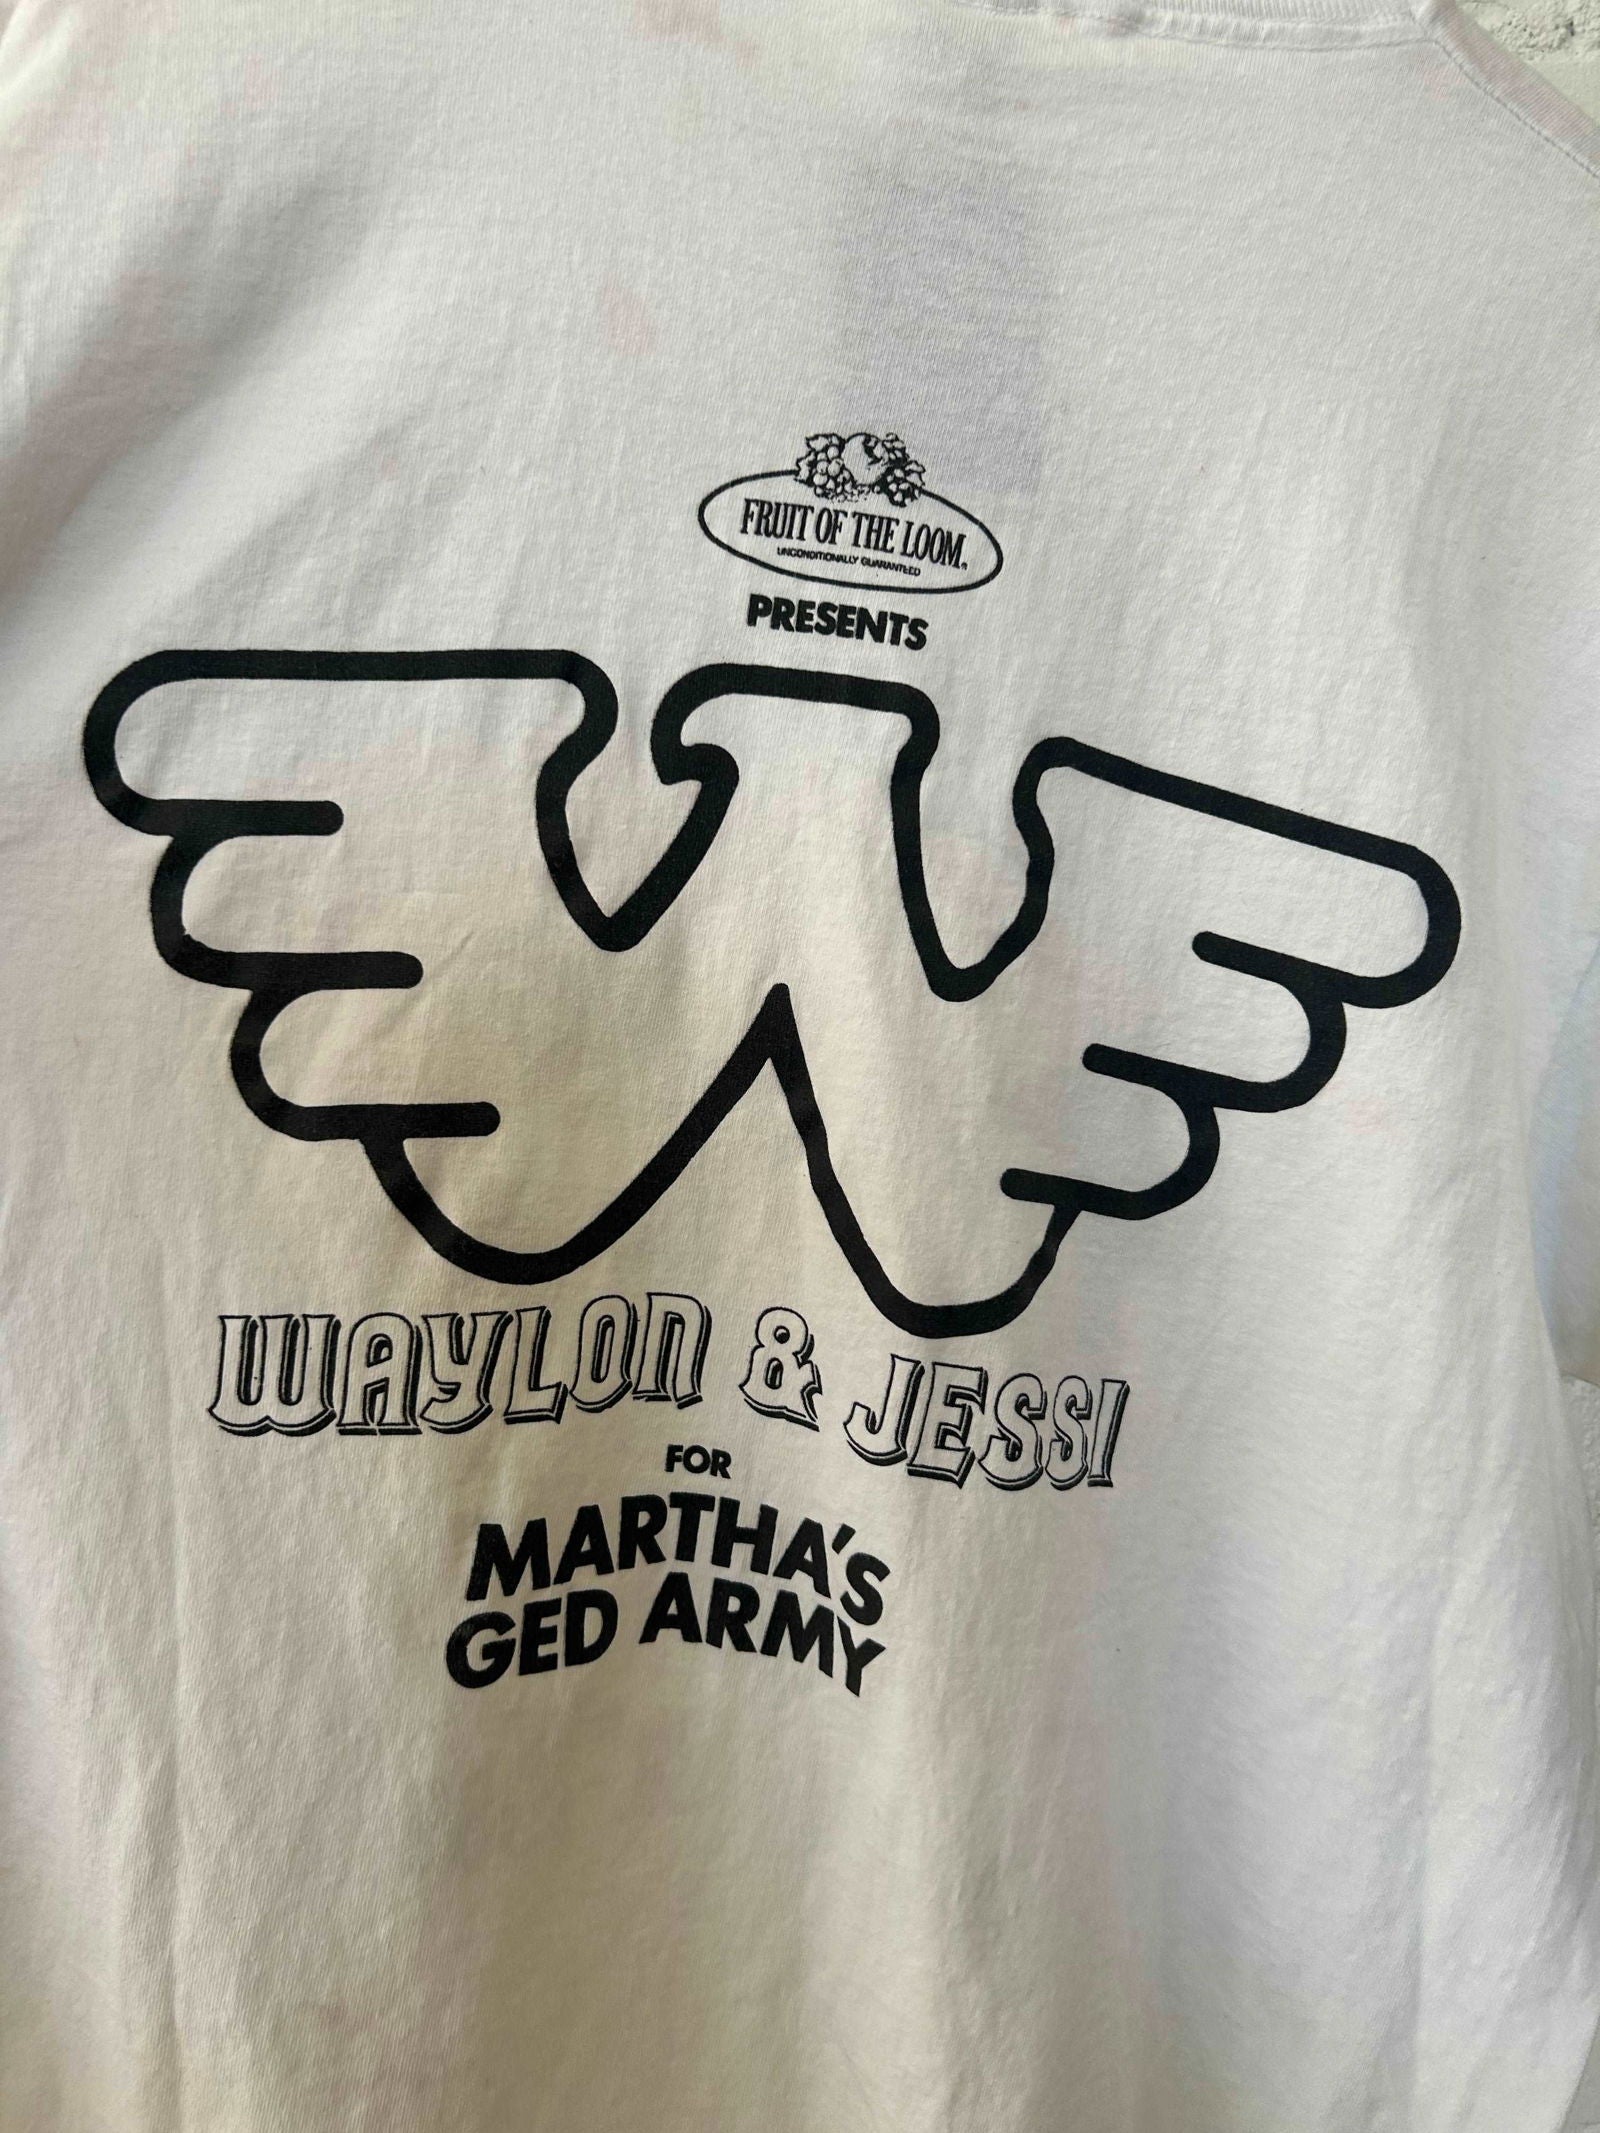 FRUIT OF THE LOOM®
UNCONDITIONALLY GUARANTEED
PRESENTS
WAYLON & JESSI
FOR
MARTHA'S
GED ARMY